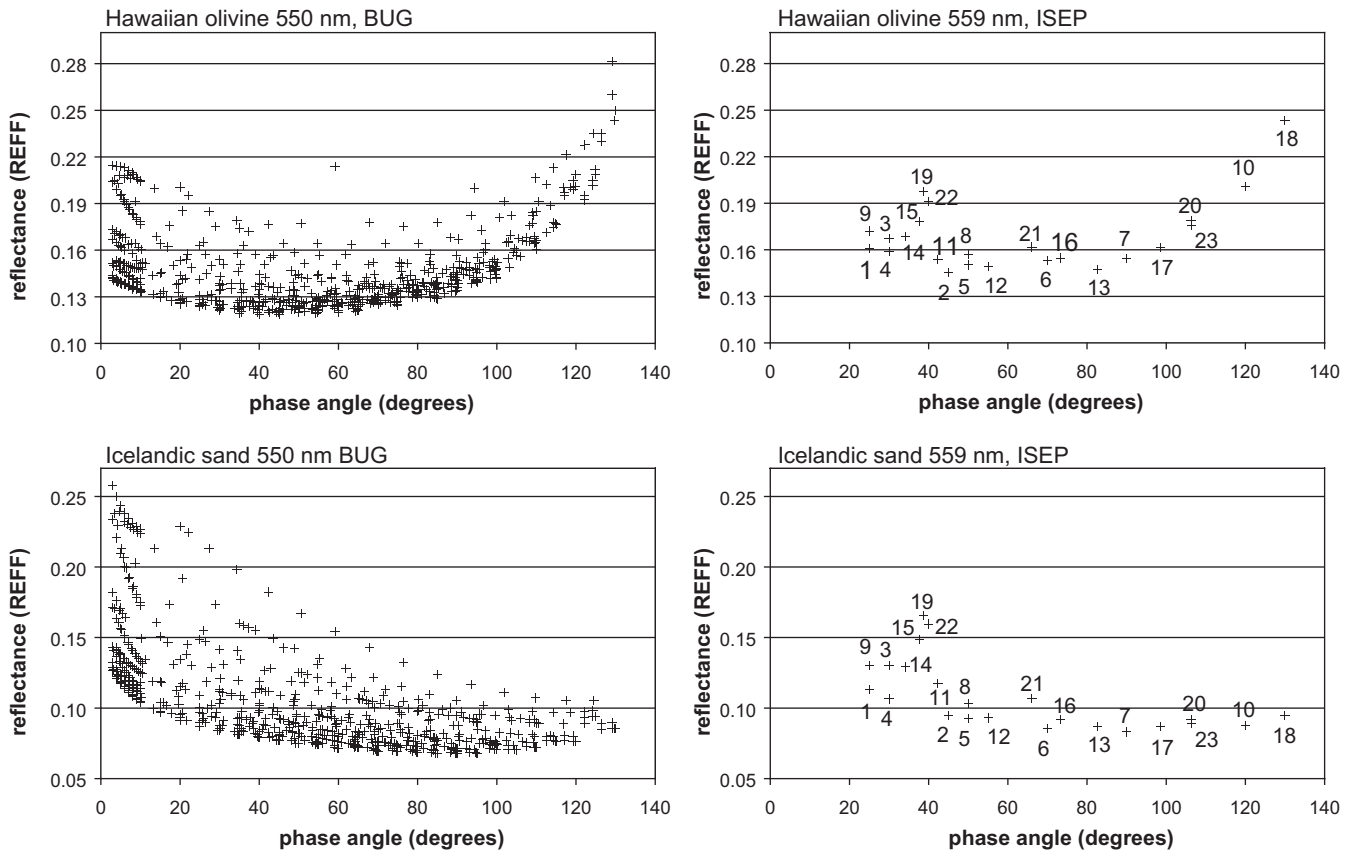 Hawaiian olivine 550 nm, BUG
0.28
0.25
0.22
0.19
0.16
0.13
0.10
reflectance (REFF)
0 20 40 60 80 100 120 140
phase angle (degrees)
Hawaiian olivine 559 nm, ISEP
0.28
0.25
0.22
0.19
0.16
0.13
0.10
reflectance (REFF)
18
10
19
22
9 3 15 20
8 21 16 7 23
1 4 14 11 6 17
2 5 12 13
0 20 40 60 80 100 120 140
phase angle (degrees)
Icelandic sand 550 nm BUG
0.25
0.20
0.15
0.10
0.05
reflectance (REFF)
0 20 40 60 80 100 120 140
phase angle (degrees)
Icelandic sand 559 nm, ISEP
0.25
0.20
0.15
0.10
0.05
reflectance (REFF)
19
15 22
9 3
14
8 21
11 16 20 10
1 4 7
2 5 12 6 13 17 23 18
0 20 40 60 80 100 120 140
phase angle (degrees)